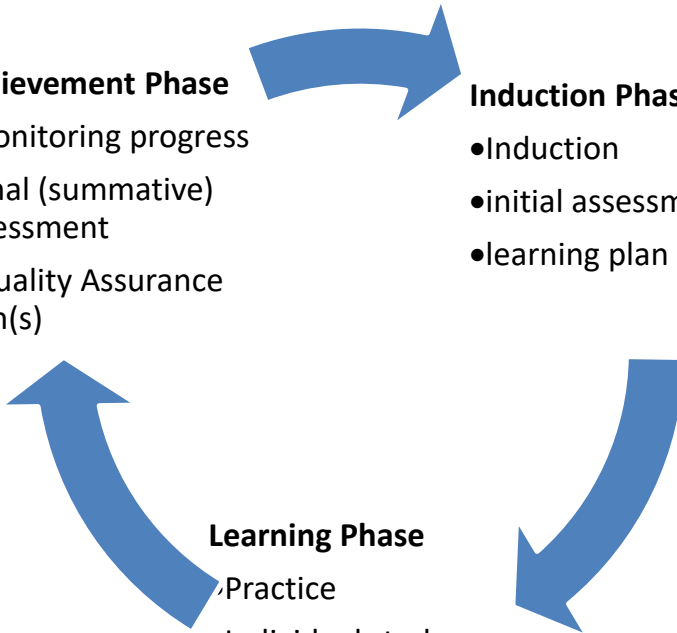 ievement Phase
onitoring progress
nal (summative)
essment
uality Assurance
n(s)
Induction Phas
•Induction
•initial assessm
•learning plan
Learning Phase
•Practice